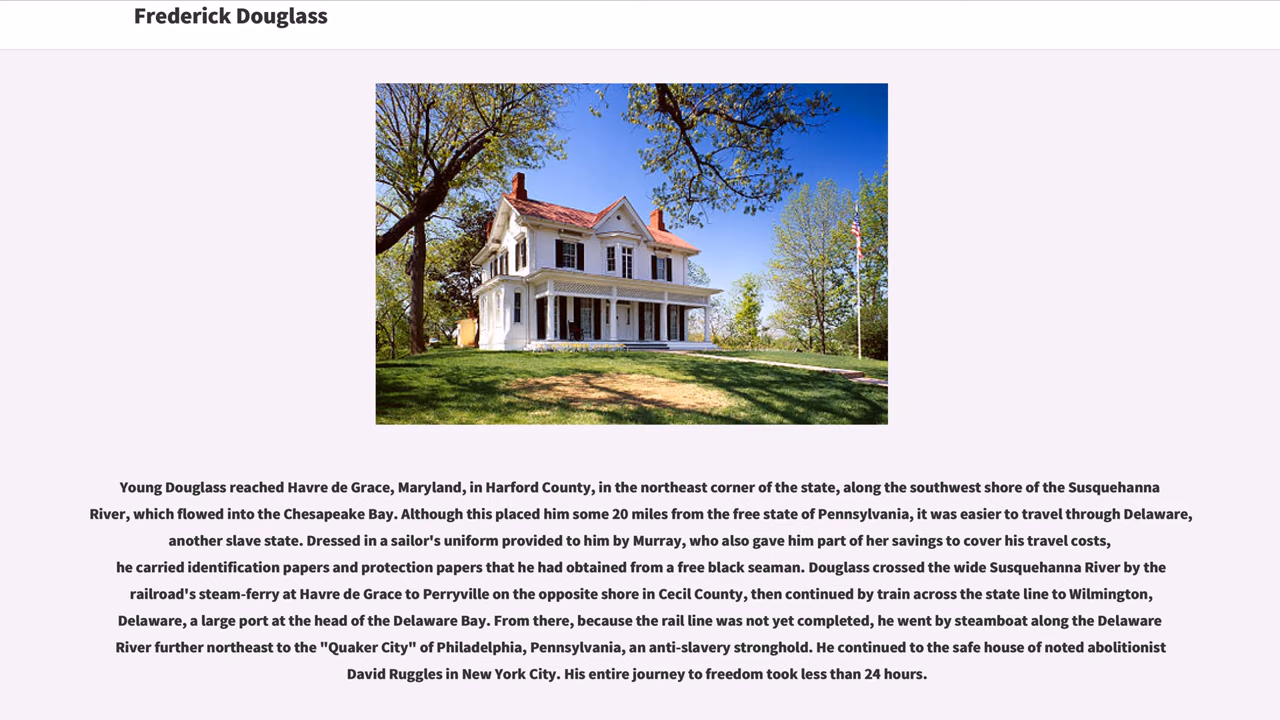 Frederick Douglass
Young Douglass reached Havre de Grace, Maryland, in Harford County, in the northeast corner of the state, along the southwest shore of the Susquehanna
River, which flowed into the Chesapeake Bay. Although this placed him some 20 miles from the free state of Pennsylvania, it was easier to travel through Delaware,
another slave state. Dressed in a sailor's uniform provided to him by Murray, who also gave him part of her savings to cover his travel costs,
he carried identification papers and protection papers that he had obtained from a free black seaman. Douglass crossed the wide Susquehanna River by the
railroad's steam-ferry at Havre de Grace to Perryville on the opposite shore in Cecil County, then continued by train across the state line to Wilmington,
Delaware, a large port at the head of the Delaware Bay. From there, because the rail line was not yet completed, he went by steamboat along the Delaware
River further northeast to the "Quaker City" of Philadelphia, Pennsylvania, an anti-slavery stronghold. He continued to the safe house of noted abolitionist
David Ruggles in New York City. His entire journey to freedom took less than 24 hours.